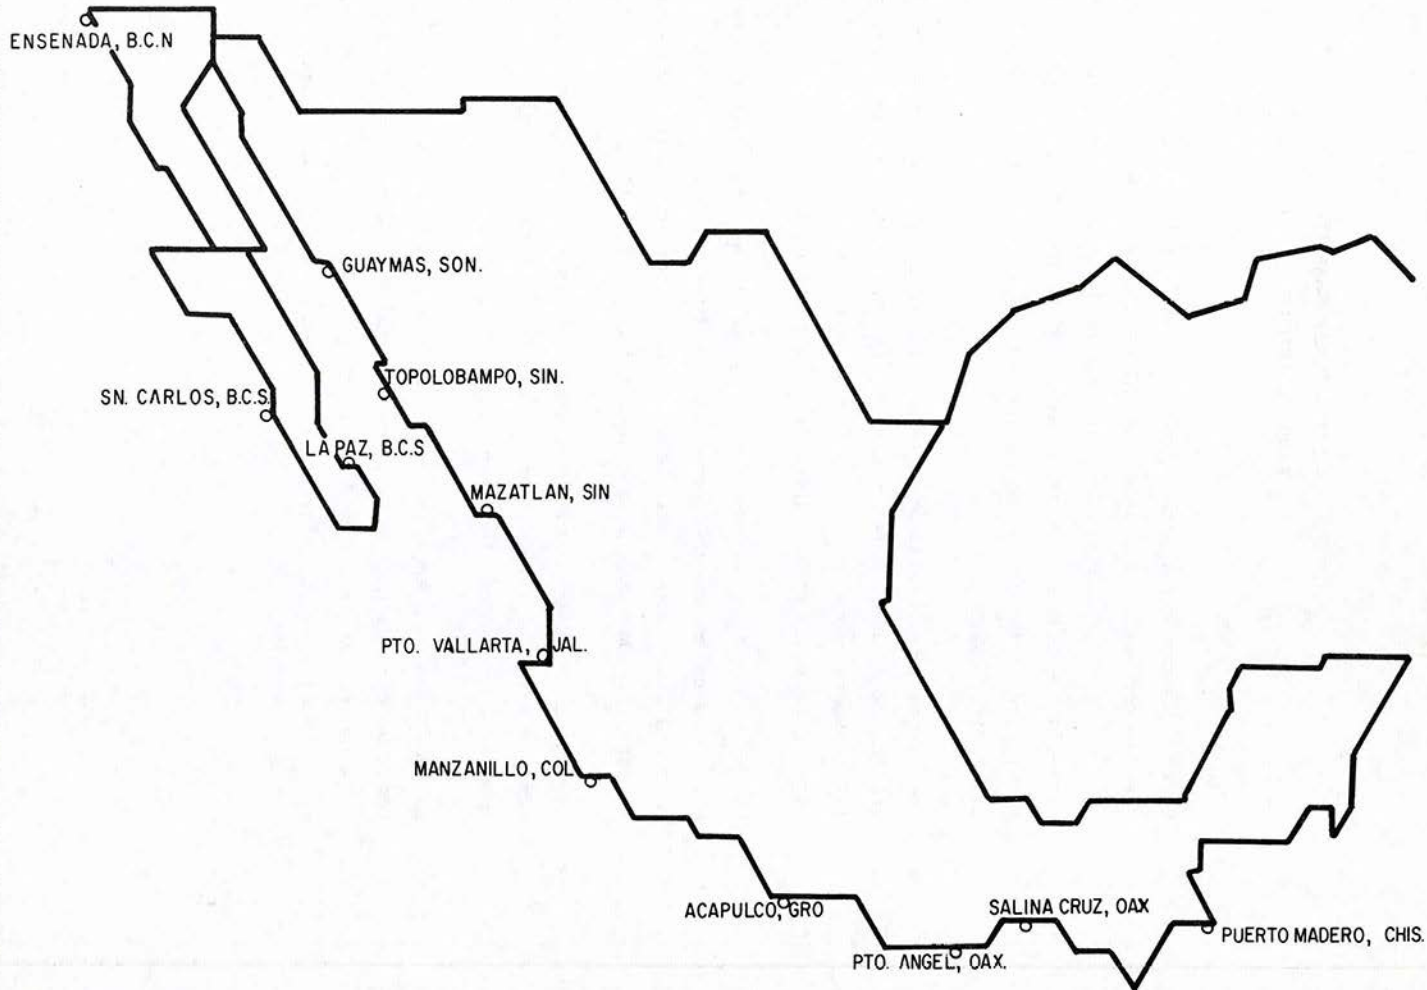 ENSENADA, B.C.N
GUAYMAS, SON.
TOPOLOBAMPO, SIN.
SN. CARLOS, B.C.S.
LA PAZ, B.C.S
MAZATLAN, SIN
PTO. VALLARTA, JAL.
MANZANILLO, COL
ACAPULCO, GRO
SALINA CRUZ, OAX
PUERTO MADERO, CHIS.
PTO. ANGEL, OAX.